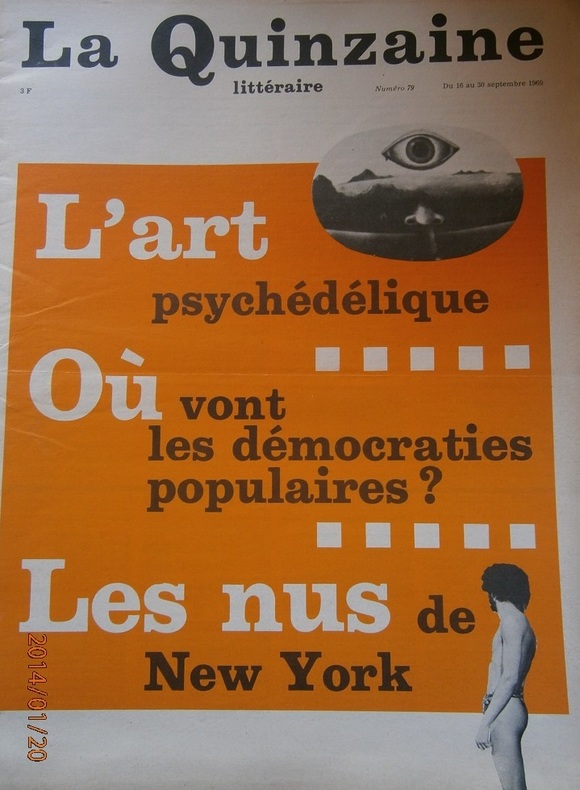 La Quinzaine
littéraire
3 F
Numéro 79
Du 16 au 30 septembre 1969
L'art
psychédélique
Où vont
les démocraties
populaires ?
Les nus de
New York
2014/01/20